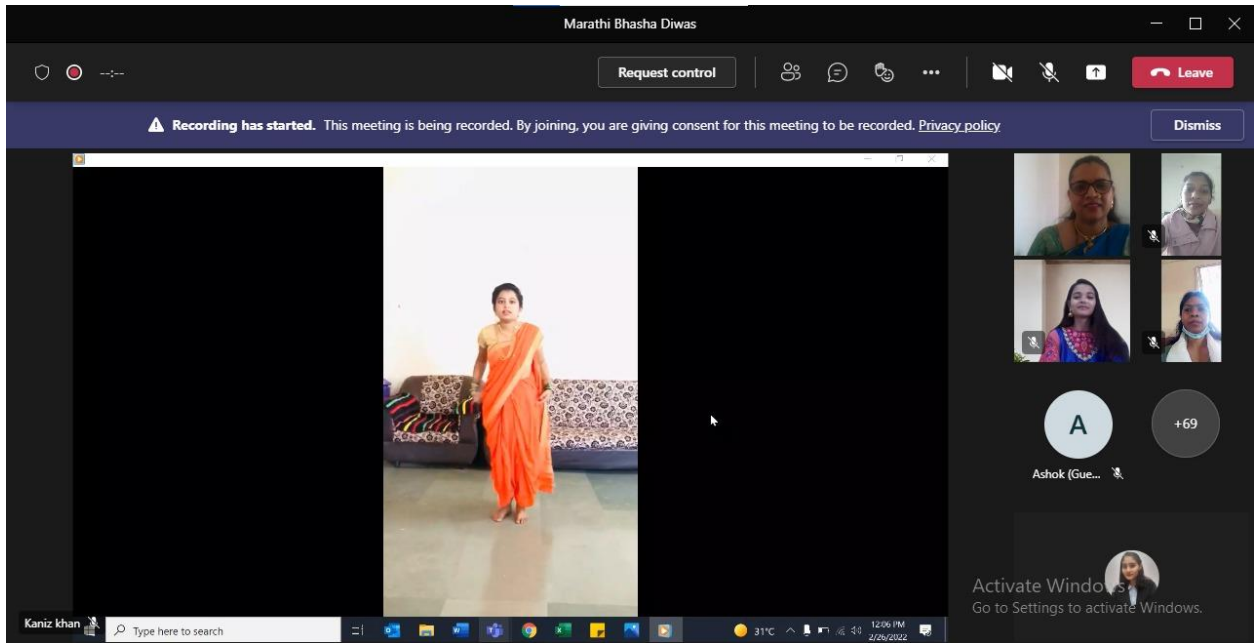 Marathi Bhasha Diwas
--:--
Request control
Leave
Recording has started. This meeting is being recorded. By joining, you are giving consent for this meeting to be recorded. Privacy policy
Dismiss
A
+69
Ashok (Gue...
Activate Windows
Go to Settings to activate Windows.
Kaniz khan
Type here to search
31°C
12:06 PM
2/26/2022